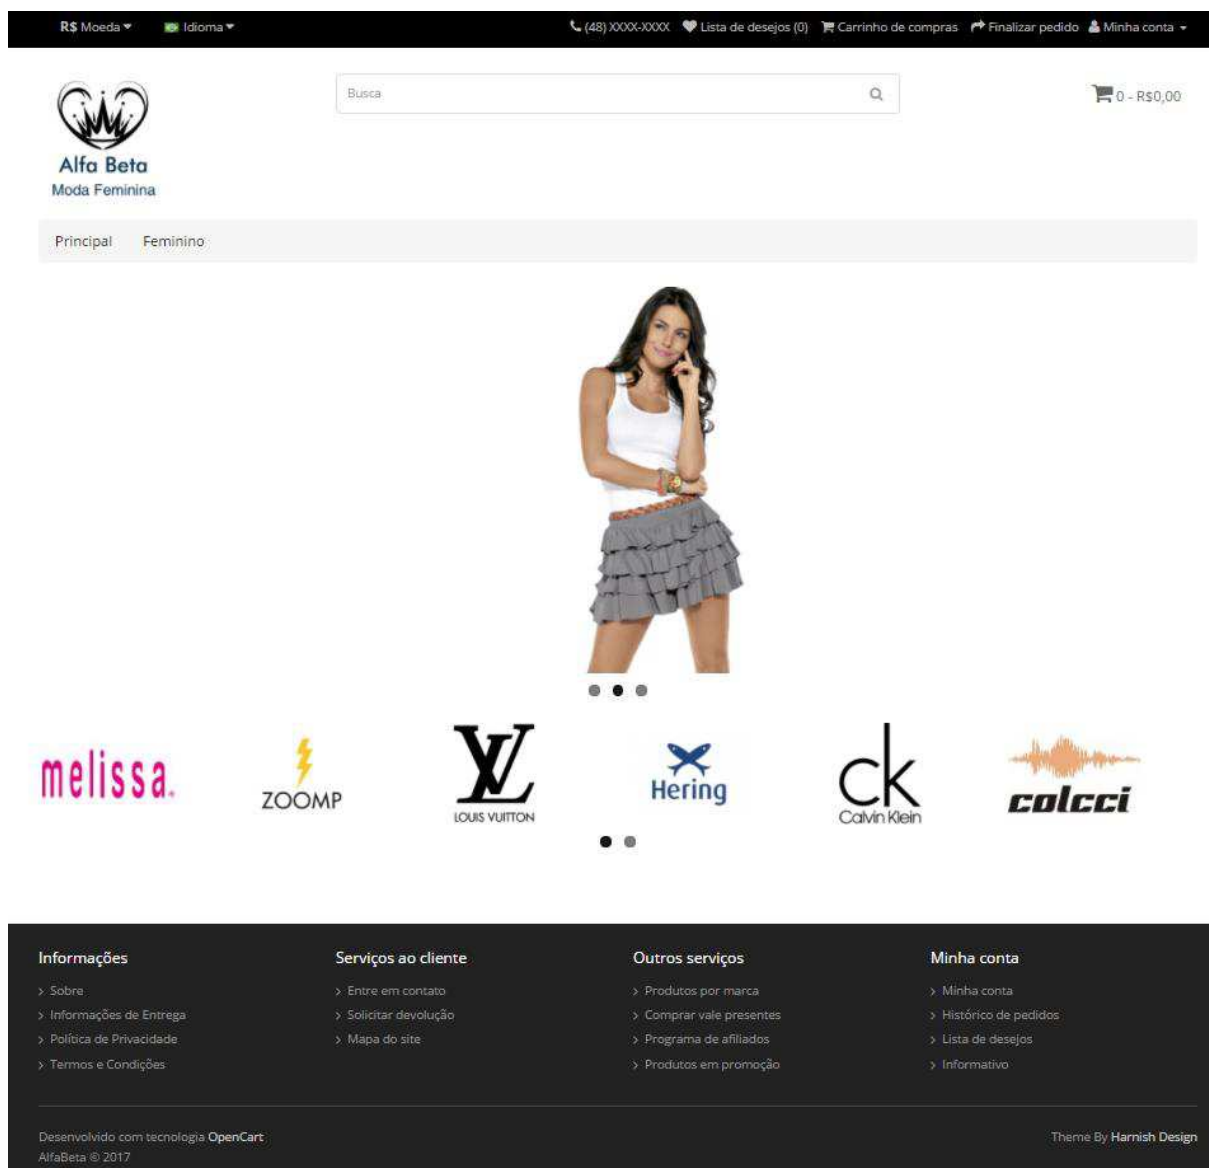 R$ Moeda Idioma (48) XXXX-XXXX Lista de desejos (0) Carrinho de compras Finalizar pedido Minha conta
Busca
0 - R$0,00
Alfa Beta
Moda Feminina
Principal Feminino
melissa.
ZOOMP
LV
LOUIS VUITTON
Hering
ck
Calvin Klein
colcci
Informações
> Sobre
> Informações de Entrega
> Política de Privacidade
> Termos e Condições
Serviços ao cliente
> Entre em contato
> Solicitar devolução
> Mapa do site
Outros serviços
> Produtos por marca
> Comprar vale presentes
> Programa de afiliados
> Produtos em promoção
Minha conta
> Minha conta
> Histórico de pedidos
> Lista de desejos
> Informativo
Desenvolvido com tecnologia OpenCart
AlfaBeta © 2017
Theme By Harnish Design